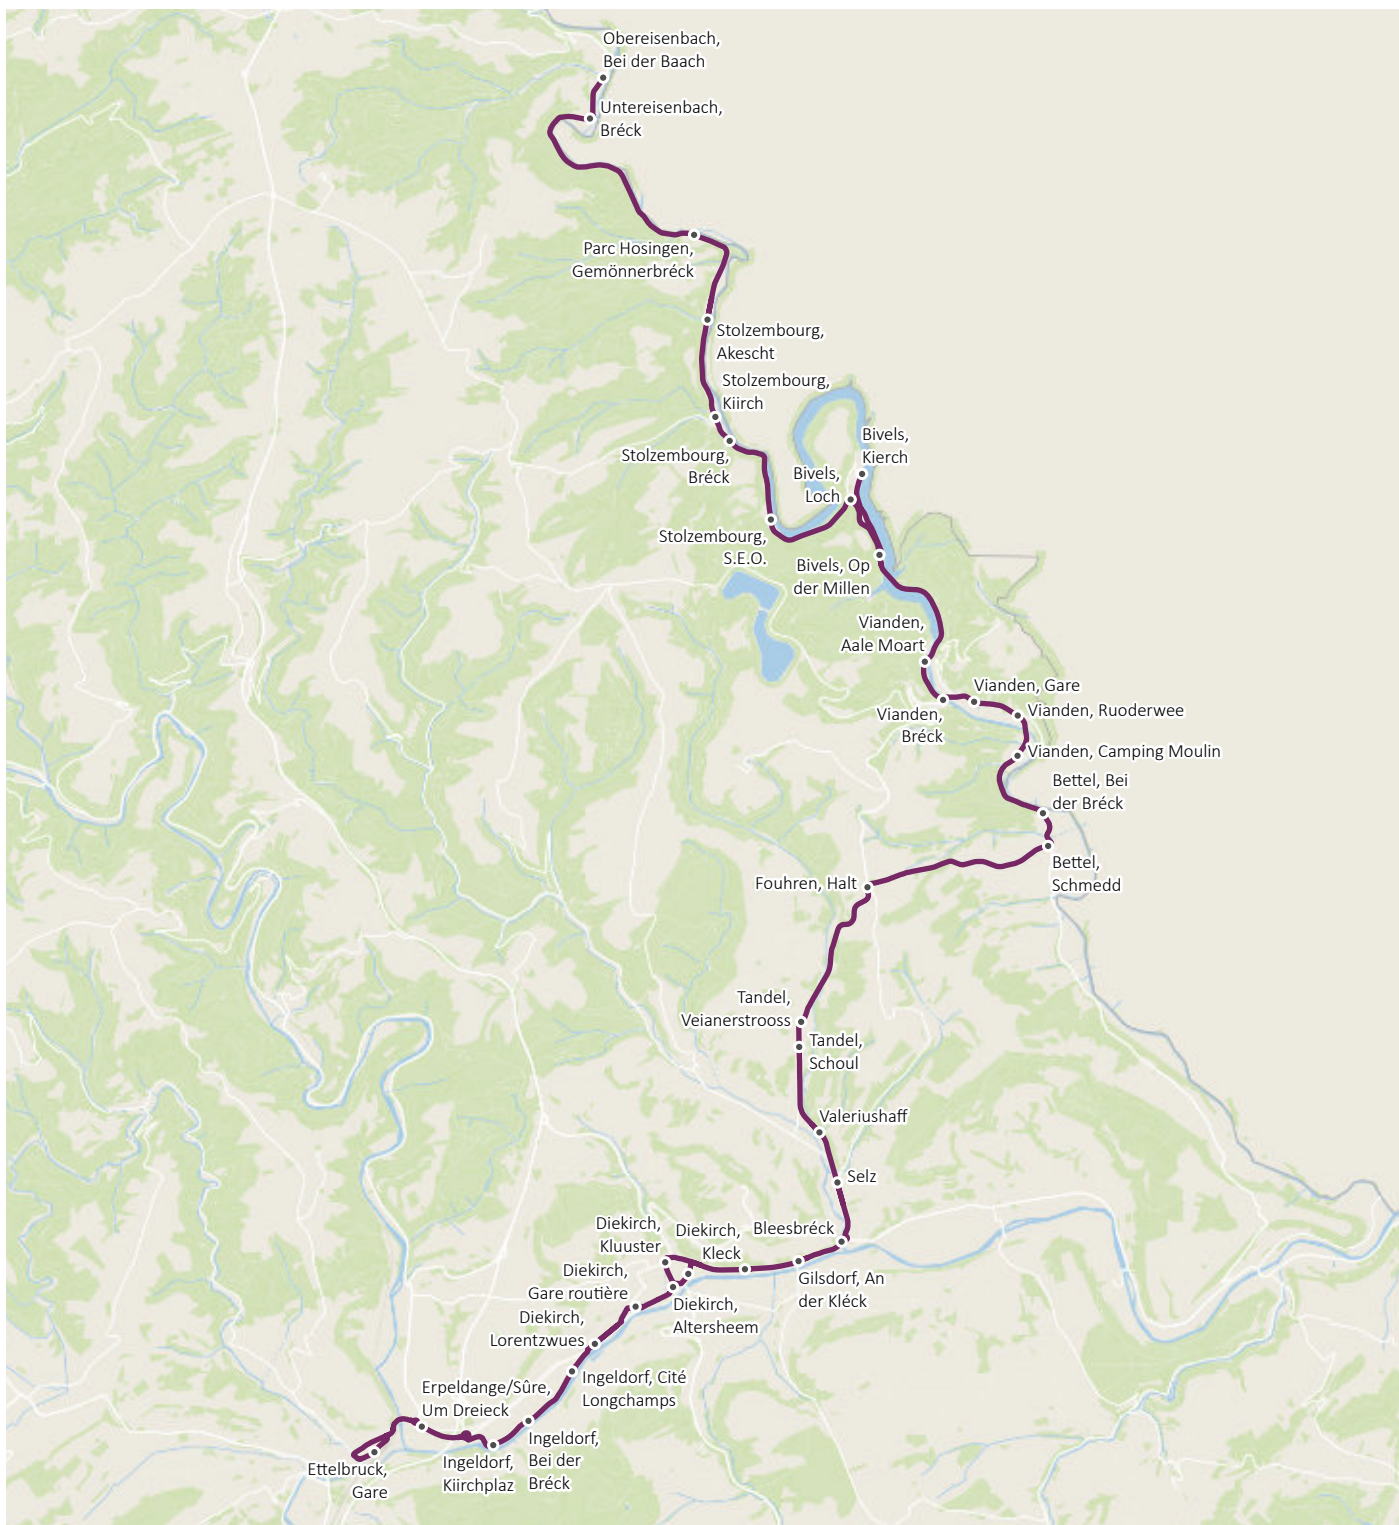 Obereisenbach,
Bei der Baach
Untereisenbach,
Bréck
Parc Hosingen,
Gemönnerbréck
Stolzembourg,
Akescht
Stolzembourg,
Kiirch
Stolzembourg,
Bréck
Bivels,
Kierch
Bivels,
Loch
Stolzembourg,
S.E.O.
Bivels, Op
der Millen
Vianden,
Aale Moart
Vianden, Gare
Vianden,
Bréck
Vianden, Ruoderwee
Vianden, Camping Moulin
Bettel, Bei
der Bréck
Bettel,
Schmedd
Fouhren, Halt
Tandel,
Veianerstrooss
Tandel,
Schoul
Valeriushaff
Selz
Bleesbréck
Gilsdorf, An
der Kléck
Diekirch,
Kleck
Diekirch,
Kluuster
Diekirch,
Altersheem
Diekirch,
Gare routière
Diekirch,
Lorentzwues
Ingeldorf, Cité
Longchamps
Ingeldorf,
Bei der
Bréck
Ingeldorf,
Kiirchplaz
Erpeldange/Sûre,
Um Dreieck
Ettelbruck,
Gare